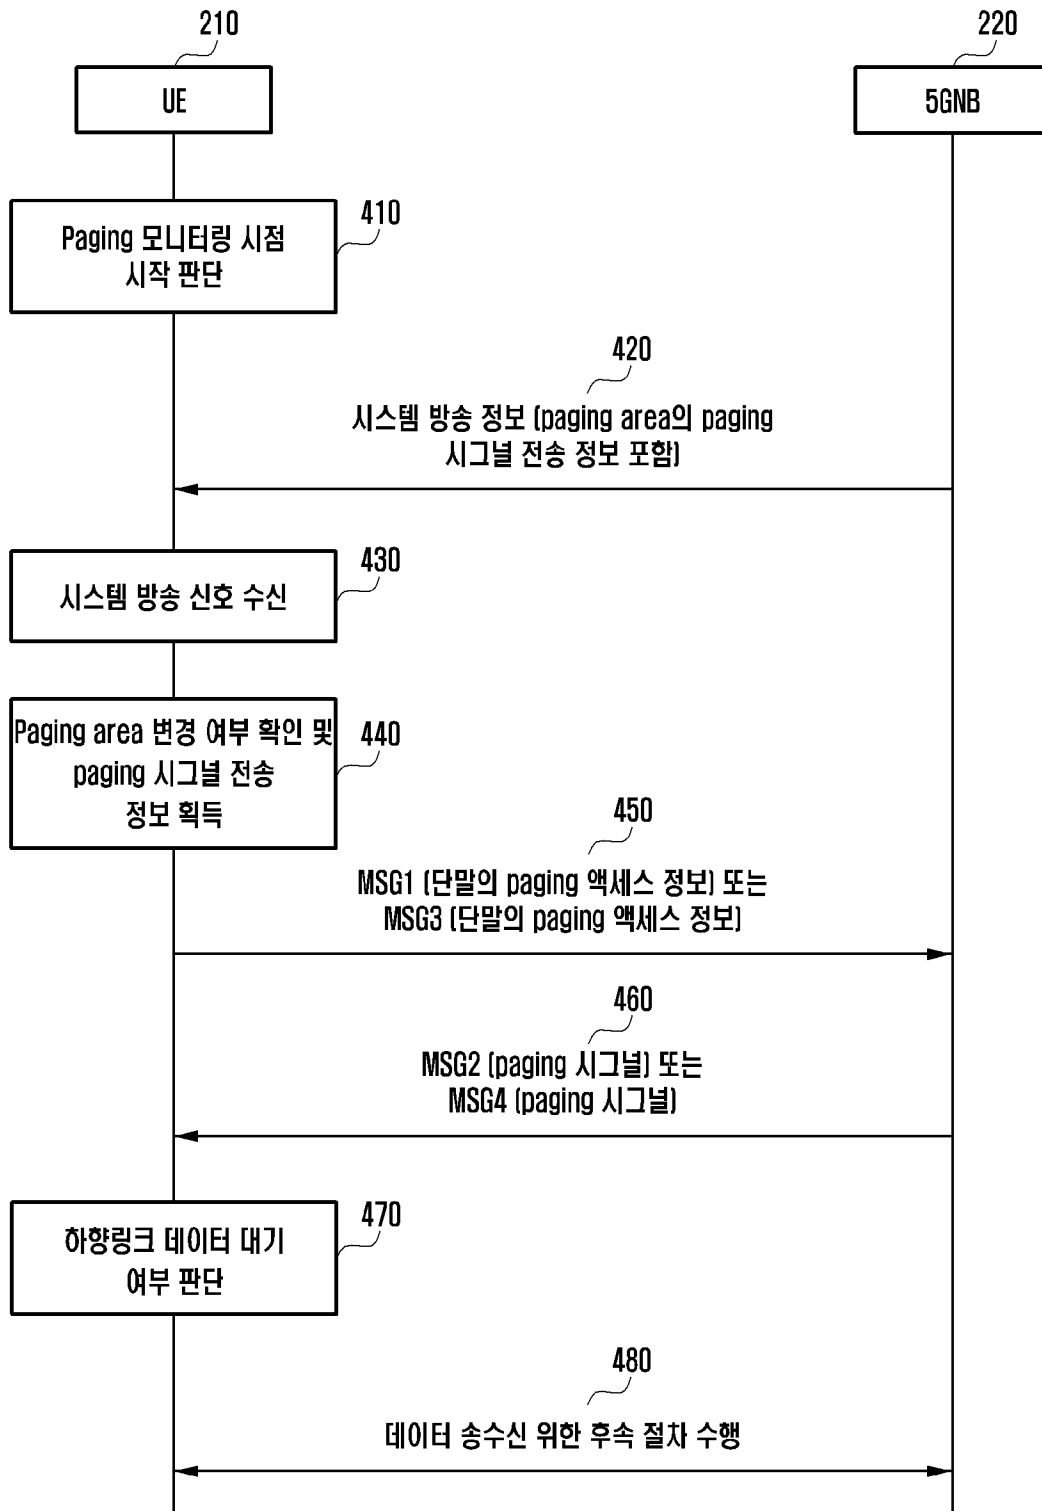 210
220
UE
5GNB
410
Paging 모니터링 시점
시작 판단
420
시스템 방송 정보 (paging area의 paging
시그널 전송 정보 포함)
430
시스템 방송 신호 수신
Paging area 변경 여부 확인 및
440
paging 시그널 전송
정보 획득
450
MSG1 (단말의 paging 액세스 정보) 또는
MSG3 (단말의 paging 액세스 정보)
460
MSG2 (paging 시그널) 또는
MSG4 (paging 시그널)
470
하향링크 데이터 대기
여부 판단
480
데이터 송수신 위한 후속 절차 수행